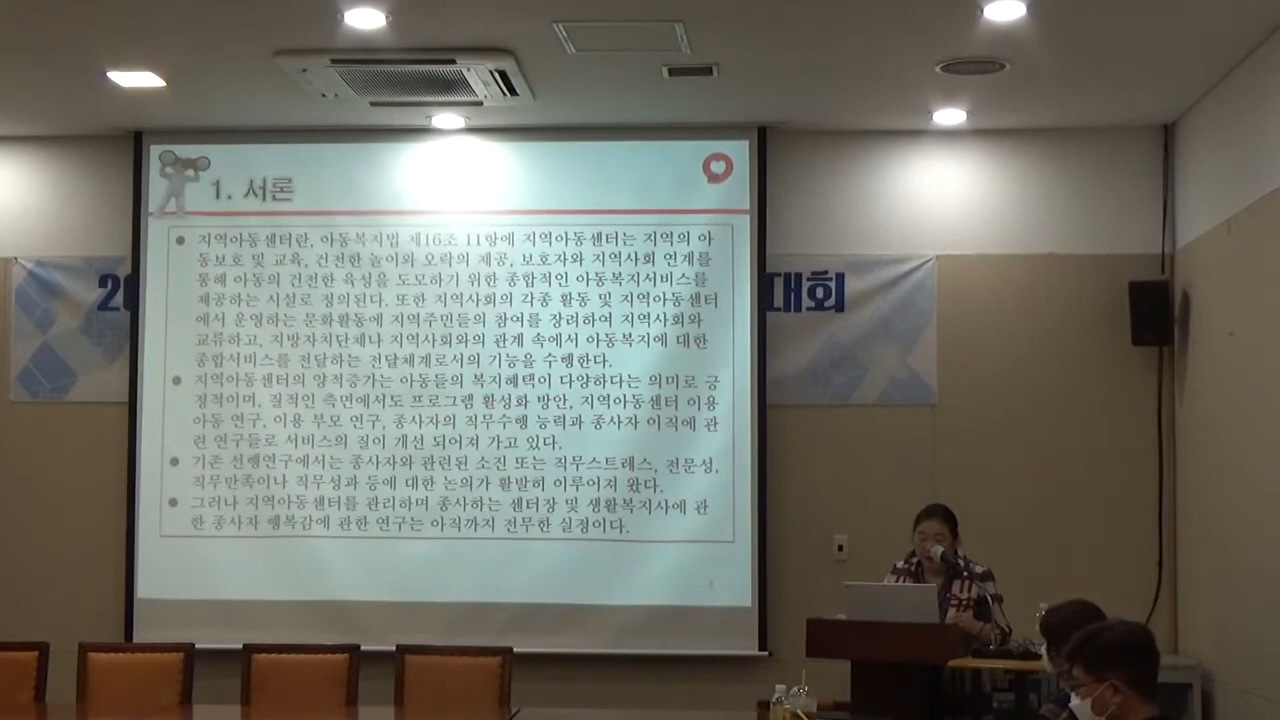 1. 서론
지역아동센터란, 아동복지법 제16조 11항에 지역아동센터는 지역의 아
동보호 및 교육, 건전한 놀이와 오락의 제공, 보호자와 지역사회 연계를
통해 아동의 건전한 육성을 도모하기 위한 종합적인 아동복지서비스를
제공하는 시설로 정의된다. 또한 지역사회의 각종 활동 및 지역아동센터
에서 운영하는 문화활동에 지역주민들의 참여를 장려하여 지역사회와
교류하고, 지방자치단체나 지역사회와의 관계 속에서 아동복지에 대한
종합서비스를 전달하는 전달체계로서의 기능을 수행한다.
지역아동센터의 양적증가는 아동들의 복지혜택이 다양하다는 의미로 긍
정적이며, 질적인 측면에서도 프로그램 활성화 방안, 지역아동센터 이용
아동 연구, 이용 부모 연구, 종사자의 직무수행 능력과 종사자 이직에 관
련 연구들로 서비스의 질이 개선 되어져 가고 있다.
기존 선행연구에서는 종사자와 관련된 소진 또는 직무스트레스, 전문성,
직무만족이나 직무성과 등에 대한 논의가 활발히 이루어져 왔다.
그러나 지역아동센터를 관리하며 종사하는 센터장 및 생활복지사에 관
한 종사자 행복감에 관한 연구는 아직까지 전무한 실정이다.
20 대회